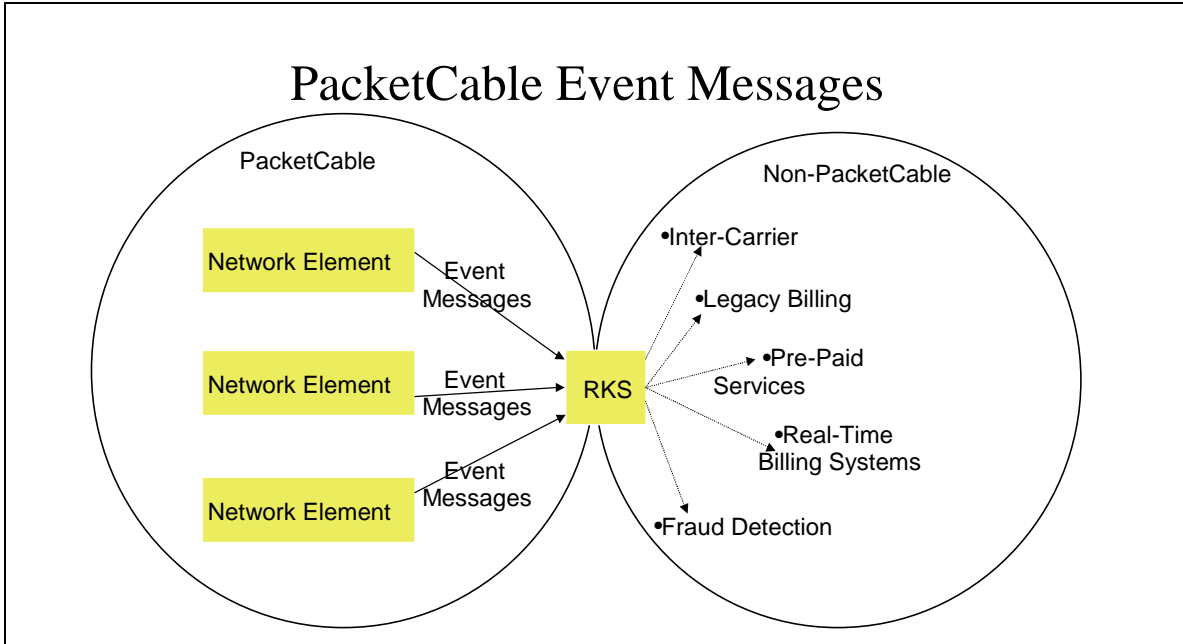 PacketCable Event Messages
PacketCable
Network Element
Event
Messages
Network Element
Event
Messages
Network Element
Event
Messages
RKS
Non-PacketCable
•Inter-Carrier
•Legacy Billing
•Pre-Paid
Services
•Real-Time
Billing Systems
•Fraud Detection